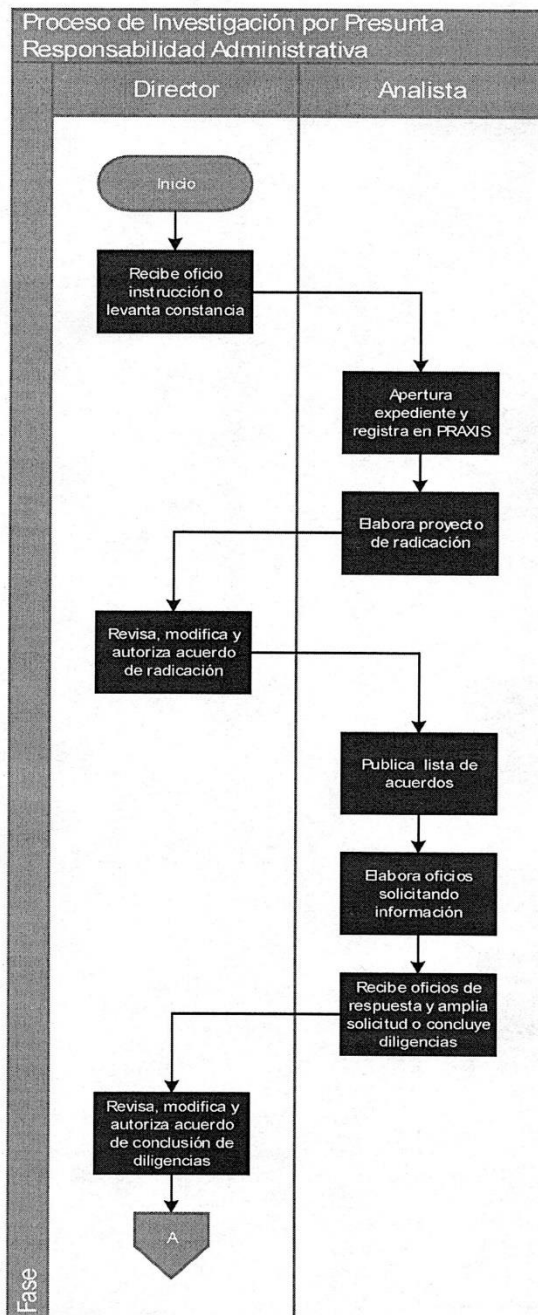 Proceso de Investigación por Presunta
Responsabilidad Administrativa
Director
Analista
Inicio
Recibe oficio
instrucción o
levanta constancia
Apertura
expediente y
registra en PRAXIS
Elabora proyecto
de radicación
Revisa, modifica y
autoriza acuerdo
de radicación
Publica lista de
acuerdos
Elabora oficios
solicitando
información
Recibe oficios de
respuesta y amplía
solicitud o concluye
diligencias
Revisa, modifica y
autoriza acuerdo
de conclusión de
diligencias
A
Fase